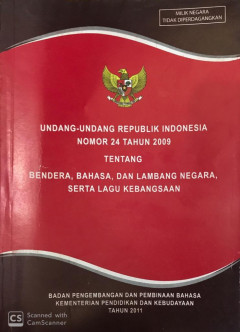 MILIK NEGARA
TIDAK DIPERDAGANGKAN
UNDANG-UNDANG REPUBLIK INDONESIA
NOMOR 24 TAHUN 2009
TENTANG
BENDERA, BAHASA, DAN LAMBANG NEGARA,
SERTA LAGU KEBANGSAAN
BADAN PENGEMBANGAN DAN PEMBINAAN BAHASA
KEMENTERIAN PENDIDIKAN DAN KEBUDAYAAN
TAHUN 2011
CS
Scanned with
CamScanner